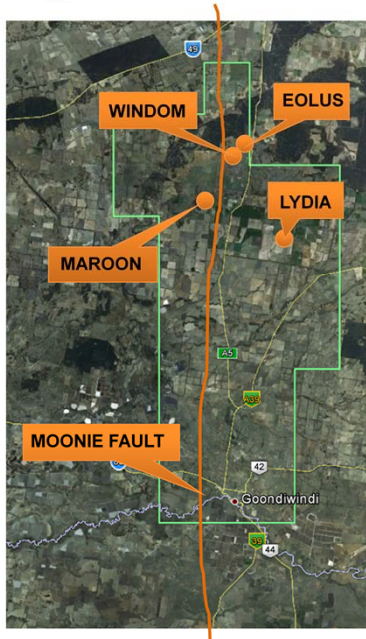 49
WINDOM
EOLUS
LYDIA
MAROON
A5
A39
MOONIE FAULT
42
Goondiwindi
39
44